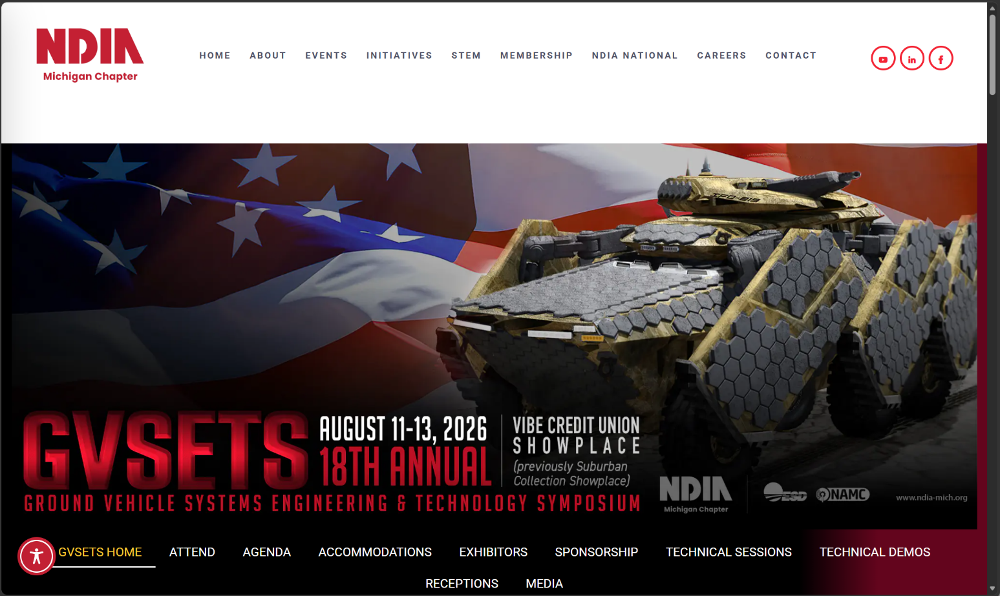 NDIA
Michigan Chapter
HOME ABOUT EVENTS INITIATIVES STEM MEMBERSHIP NDIA NATIONAL CAREERS CONTACT
IFO-218
GVSETS
AUGUST 11-13, 2026
18TH ANNUAL
VIBE CREDIT UNION
SHOWPLACE
(previously Suburban
Collection Showplace)
GROUND VEHICLE SYSTEMS ENGINEERING & TECHNOLOGY SYMPOSIUM
NDIA
Michigan Chapter
ESD
NAMC
www.ndia-mich.org
GVSETS HOME ATTEND AGENDA ACCOMMODATIONS EXHIBITORS SPONSORSHIP TECHNICAL SESSIONS TECHNICAL DEMOS
RECEPTIONS MEDIA